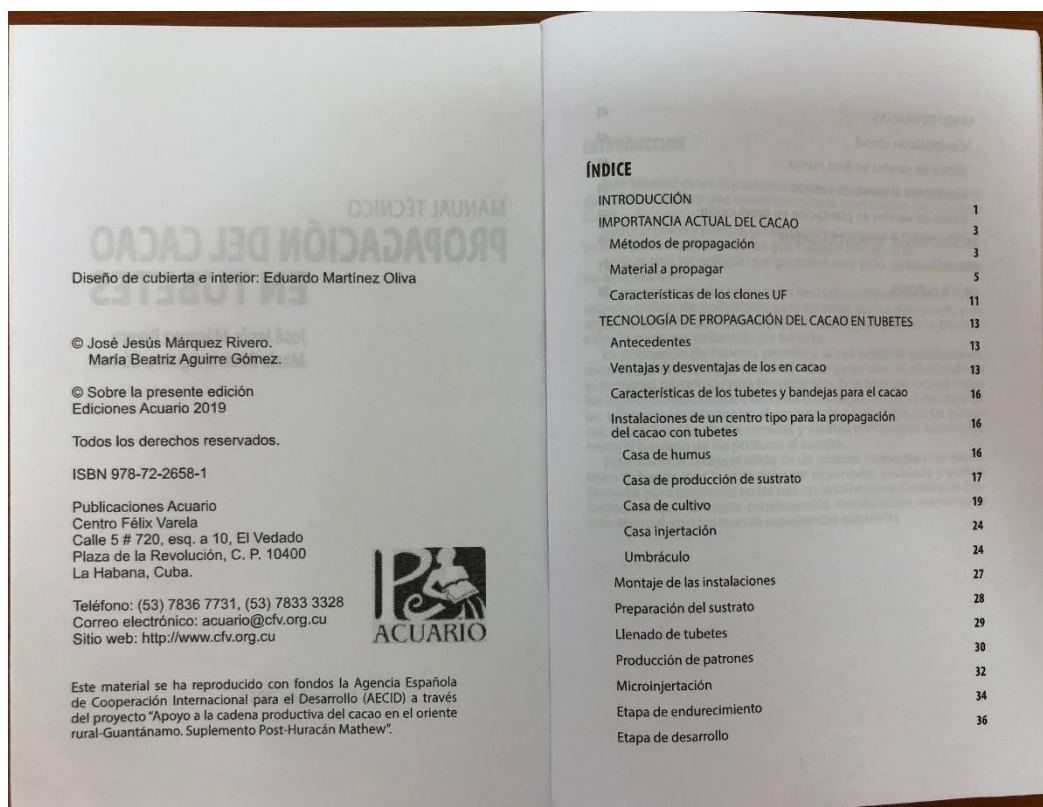 Diseño de cubierta e interior: Eduardo Martínez Oliva
© José Jesús Márquez Rivero.
María Beatriz Aguirre Gómez.
© Sobre la presente edición
Ediciones Acuario 2019
Todos los derechos reservados.
ISBN 978-72-2658-1
Publicaciones Acuario
Centro Félix Varela
Calle 5 # 720, esq. a 10, El Vedado
Plaza de la Revolución, C. P. 10400
La Habana, Cuba.
Teléfono: (53) 7836 7731, (53) 7833 3328
Correo electrónico: acuario@cfv.org.cu
Sitio web: http://www.cfv.org.cu
ACUARIO
Este material se ha reproducido con fondos la Agencia Española
de Cooperación Internacional para el Desarrollo (AECID) a través
del proyecto "Apoyo a la cadena productiva del cacao en el oriente
rural-Guantánamo. Suplemento Post-Huracán Mathew".
ÍNDICE
INTRODUCCIÓN 1
IMPORTANCIA ACTUAL DEL CACAO 3
Métodos de propagación 3
Material a propagar 5
Características de los clones UF 11
TECNOLOGÍA DE PROPAGACIÓN DEL CACAO EN TUBETES 13
Antecedentes 13
Ventajas y desventajas de los en cacao 13
Características de los tubetes y bandejas para el cacao 16
Instalaciones de un centro tipo para la propagación
del cacao con tubetes 16
Casa de humus 16
Casa de producción de sustrato 17
Casa de cultivo 19
Casa injertación 24
Umbráculo 24
Montaje de las instalaciones 27
Preparación del sustrato 28
Llenado de tubetes 29
Producción de patrones 30
Microinjertación 32
Etapa de endurecimiento 34
Etapa de desarrollo 36